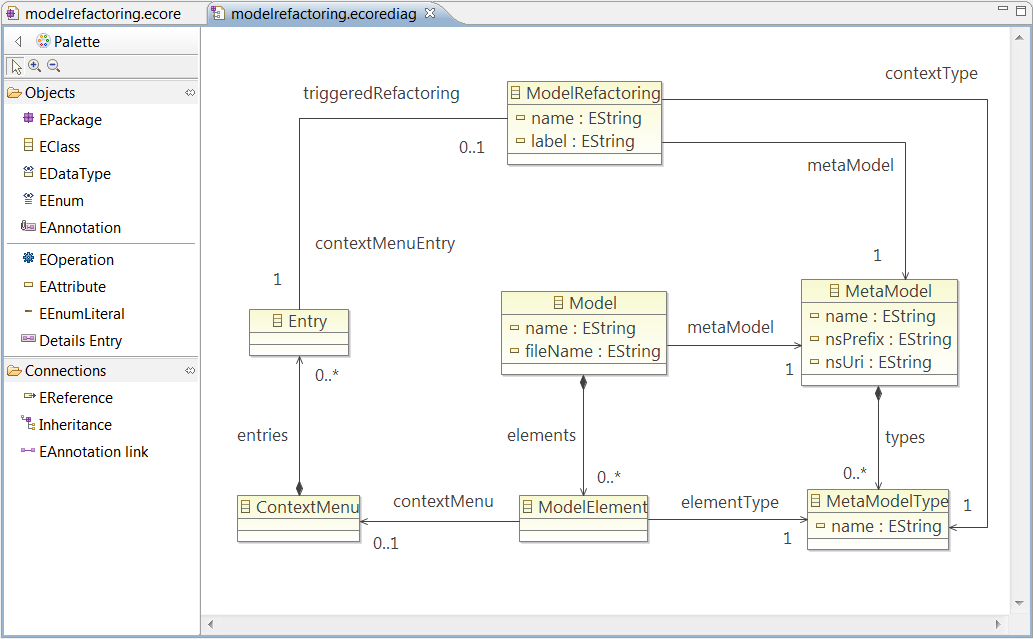 modelrefactoring.ecore
modelrefactoring.ecorediag
Palette
Objects
EPackage
EClass
EDataType
EEnum
EAnnotation
EOperation
EAttribute
EEnumLiteral
Details Entry
Connections
EReference
Inheritance
EAnnotation link
contextType
triggeredRefactoring
ModelRefactoring
name : EString
label : EString
0..1
metaModel
contextMenuEntry
1
1
Entry
Model
name : EString
fileName : EString
metaModel
1
MetaModel
name : EString
nsPrefix : EString
nsUri : EString
0..*
entries
elements
types
0..*
0..*
ContextMenu
contextMenu
0..1
ModelElement
elementType
1
MetaModelType
name : EString
1